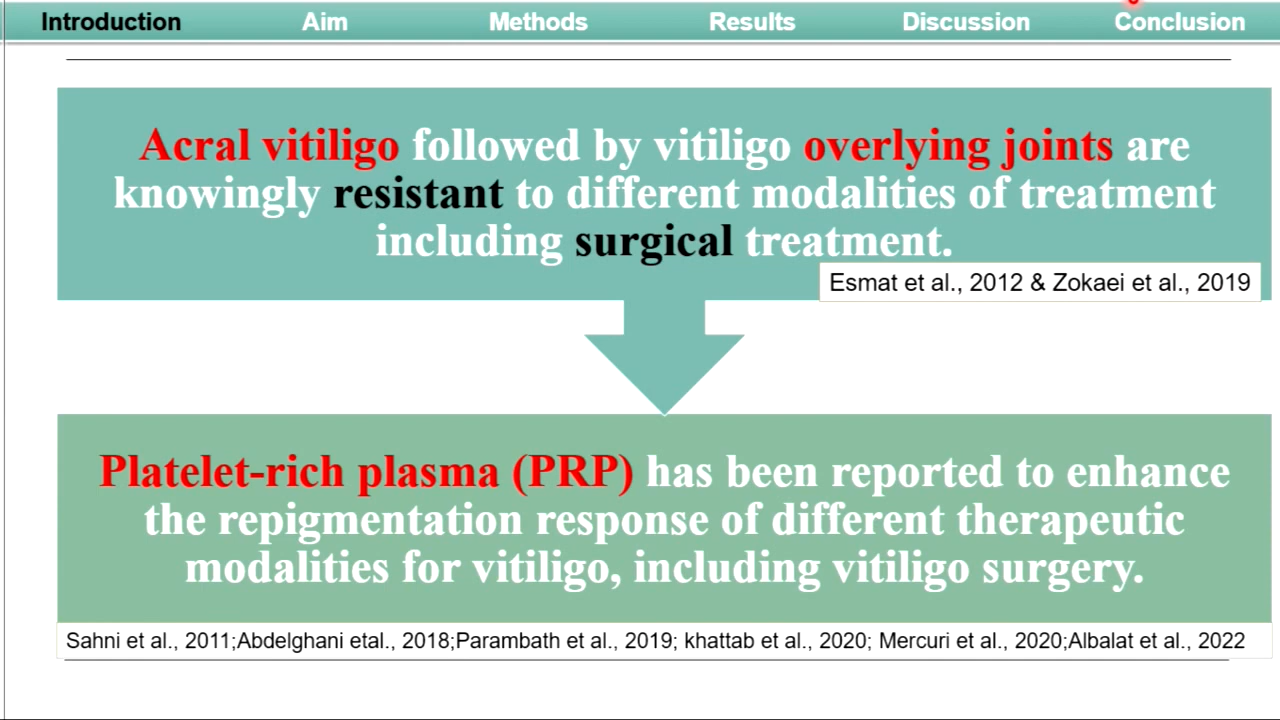 Introduction Aim Methods Results Discussion Conclusion
Acral vitiligo followed by vitiligo overlying joints are
knowingly resistant to different modalities of treatment
including surgical treatment.
Esmat et al., 2012 & Zokaei et al., 2019
Platelet-rich plasma (PRP) has been reported to enhance
the repigmentation response of different therapeutic
modalities for vitiligo, including vitiligo surgery.
Sahni et al., 2011;Abdelghani etal., 2018;Parambath et al., 2019; khattab et al., 2020; Mercuri et al., 2020;Albalat et al., 2022